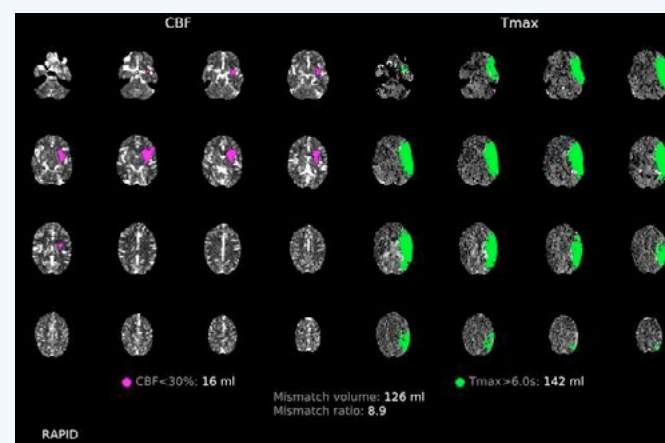 CBF
Tmax
CBF<30%: 16 ml
Tmax>6.0s: 142 ml
Mismatch volume: 126 ml
Mismatch ratio: 8.9
RAPID